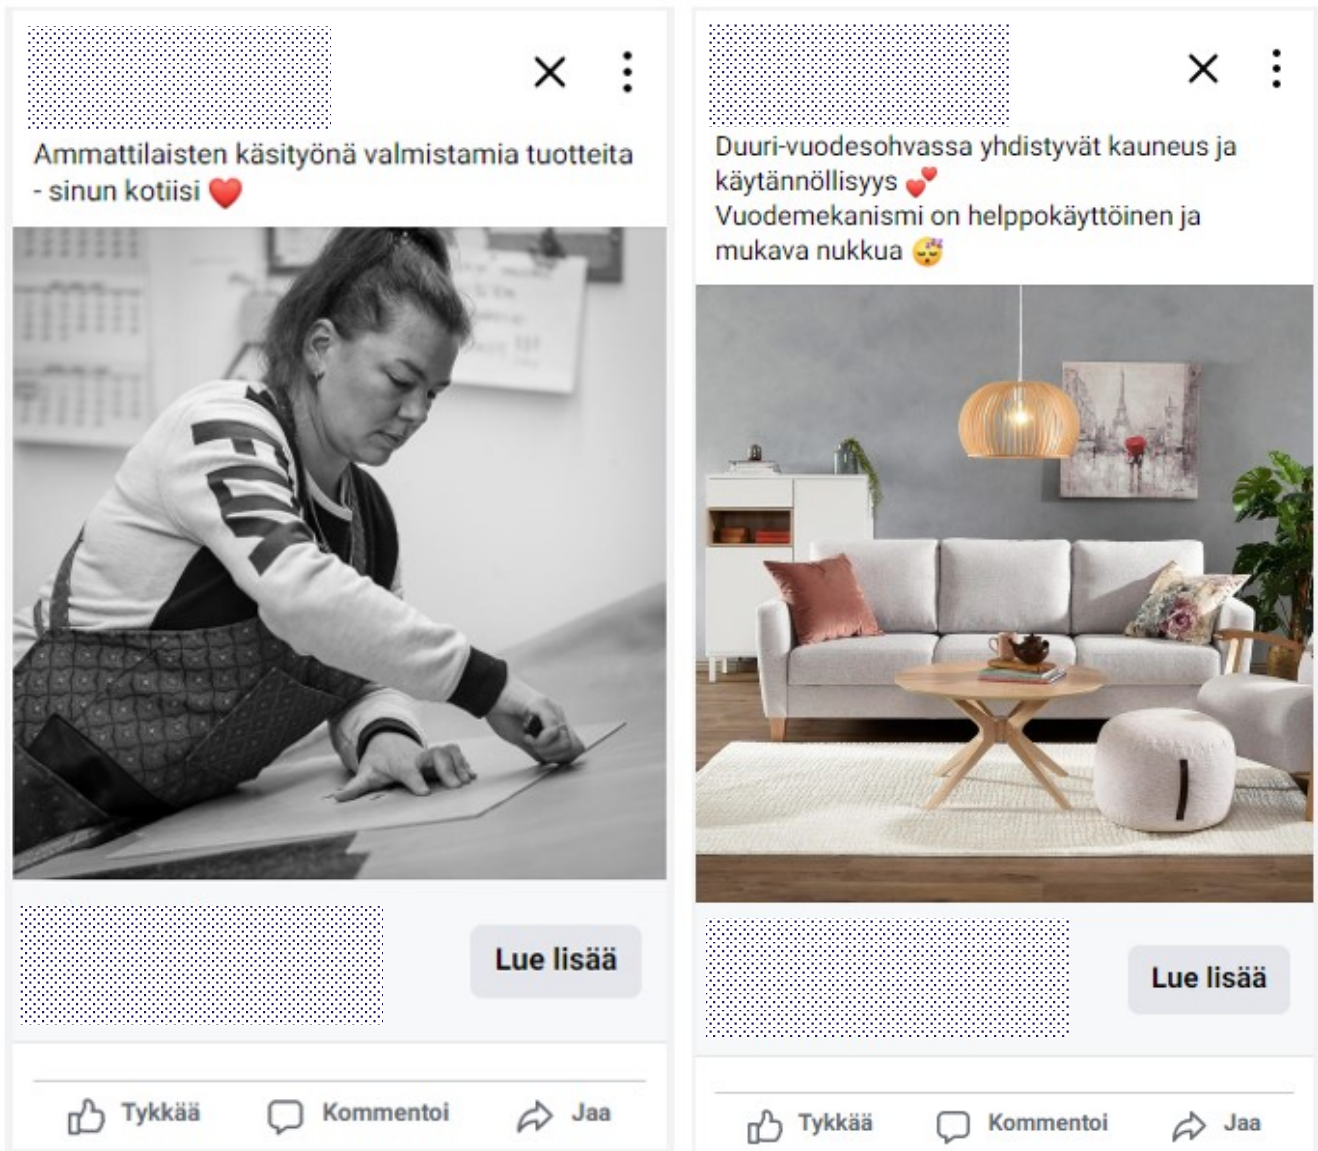 Ammattilaisten käsityönä valmistamia tuotteita
- sinun kotiisi ❤️
Lue lisää
Tykkää
Kommentoi
Jaa
Duuri-vuodesohvassa yhdistyvät kauneus ja
käytännöllisyys 💕
Vuodemekanismi on helppokäyttöinen ja
mukava nukkua 😴
Lue lisää
Tykkää
Kommentoi
Jaa